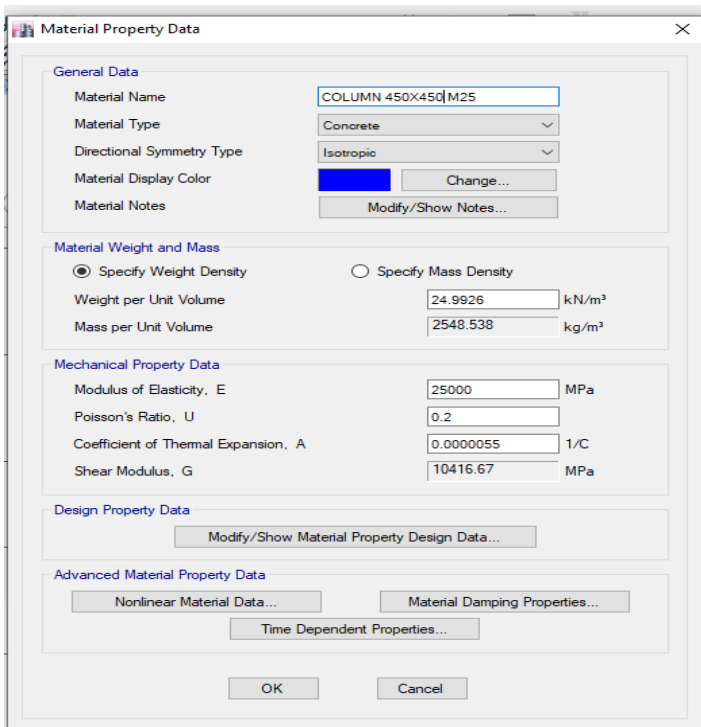 Material Property Data
General Data
Material Name COLUMN 450X450 M25
Material Type Concrete
Directional Symmetry Type Isotropic
Material Display Color Change...
Material Notes Modify/Show Notes...
Material Weight and Mass
Specify Weight Density Specify Mass Density
Weight per Unit Volume 24.9926 kN/m³
Mass per Unit Volume 2548.538 kg/m³
Mechanical Property Data
Modulus of Elasticity, E 25000 MPa
Poisson's Ratio, U 0.2
Coefficient of Thermal Expansion, A 0.0000055 1/C
Shear Modulus, G 10416.67 MPa
Design Property Data
Modify/Show Material Property Design Data...
Advanced Material Property Data
Nonlinear Material Data... Material Damping Properties...
Time Dependent Properties...
OK Cancel